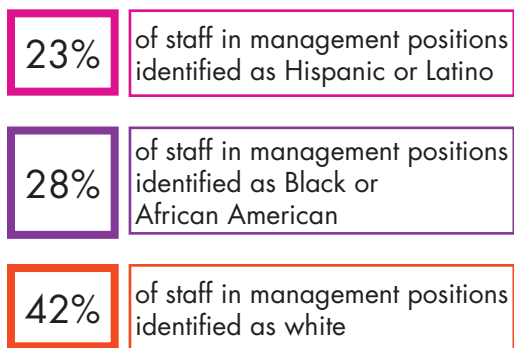 23%
of staff in management positions
identified as Hispanic or Latino
28%
of staff in management positions
identified as Black or
African American
42%
of staff in management positions
identified as white